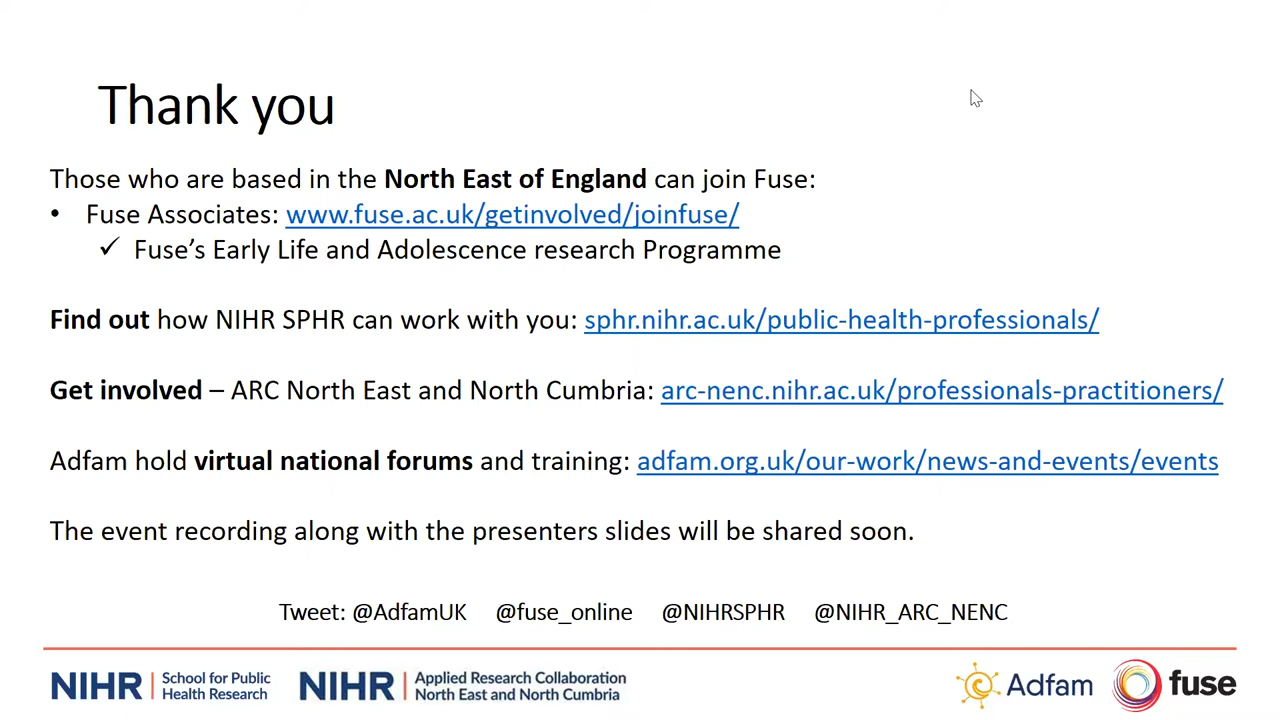 Thank you
Those who are based in the North East of England can join Fuse:
• Fuse Associates: www.fuse.ac.uk/getinvolved/joinfuse/
✓ Fuse’s Early Life and Adolescence research Programme
Find out how NIHR SPHR can work with you: sphr.nihr.ac.uk/public-health-professionals/
Get involved – ARC North East and North Cumbria: arc-nenc.nihr.ac.uk/professionals-practitioners/
Adfam hold virtual national forums and training: adfam.org.uk/our-work/news-and-events/events
The event recording along with the presenters slides will be shared soon.
Tweet: @AdfamUK @fuse_online @NIHRSPHR @NIHR_ARC_NENC
NIHR | School for Public Health Research
NIHR | Applied Research Collaboration North East and North Cumbria
Adfam
fuse